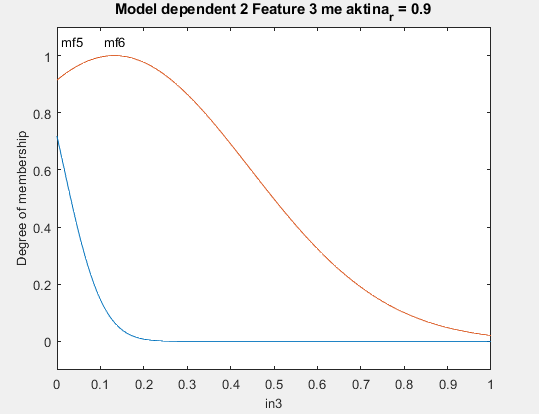 Model dependent 2 Feature 3 me aktina_r = 0.9
mf5 mf6
1
0.8
0.6
0.4
0.2
0
Degree of membership
0 0.1 0.2 0.3 0.4 0.5 0.6 0.7 0.8 0.9 1
in3